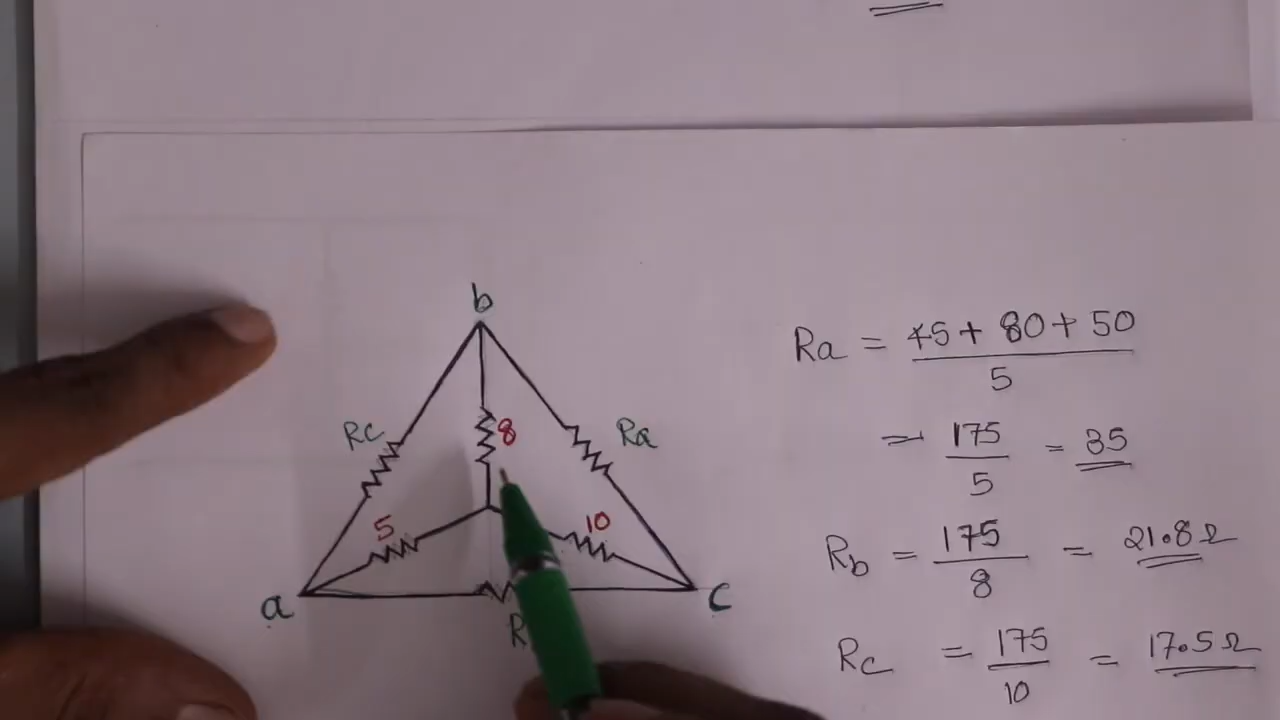 b
Rc
8
Ra
5
10
a
c
R
Ra = 45 + 80 + 50 / 5
= 175 / 5 = 35
Rb = 175 / 8 = 21.8 Ω
Rc = 175 / 10 = 17.5 Ω